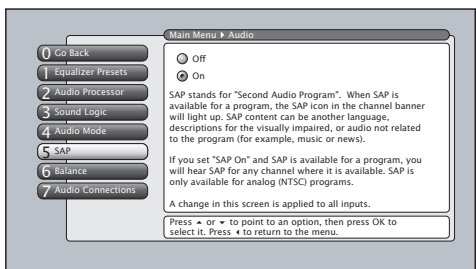 Main Menu ▸ Audio
0 Go Back
1 Equalizer Presets
2 Audio Processor
3 Sound Logic
4 Audio Mode
5 SAP
6 Balance
7 Audio Connections
Off
On
SAP stands for "Second Audio Program". When SAP is
available for a program, the SAP icon in the channel banner
will light up. SAP content can be another language,
descriptions for the visually impaired, or audio not related
to the program (for example, music or news).
If you set "SAP On" and SAP is available for a program, you
will hear SAP for any channel where it is available. SAP is
only available for analog (NTSC) programs.
A change in this screen is applied to all inputs.
Press ▴ or ▾ to point to an option, then press OK to
select it. Press ◂ to return to the menu.